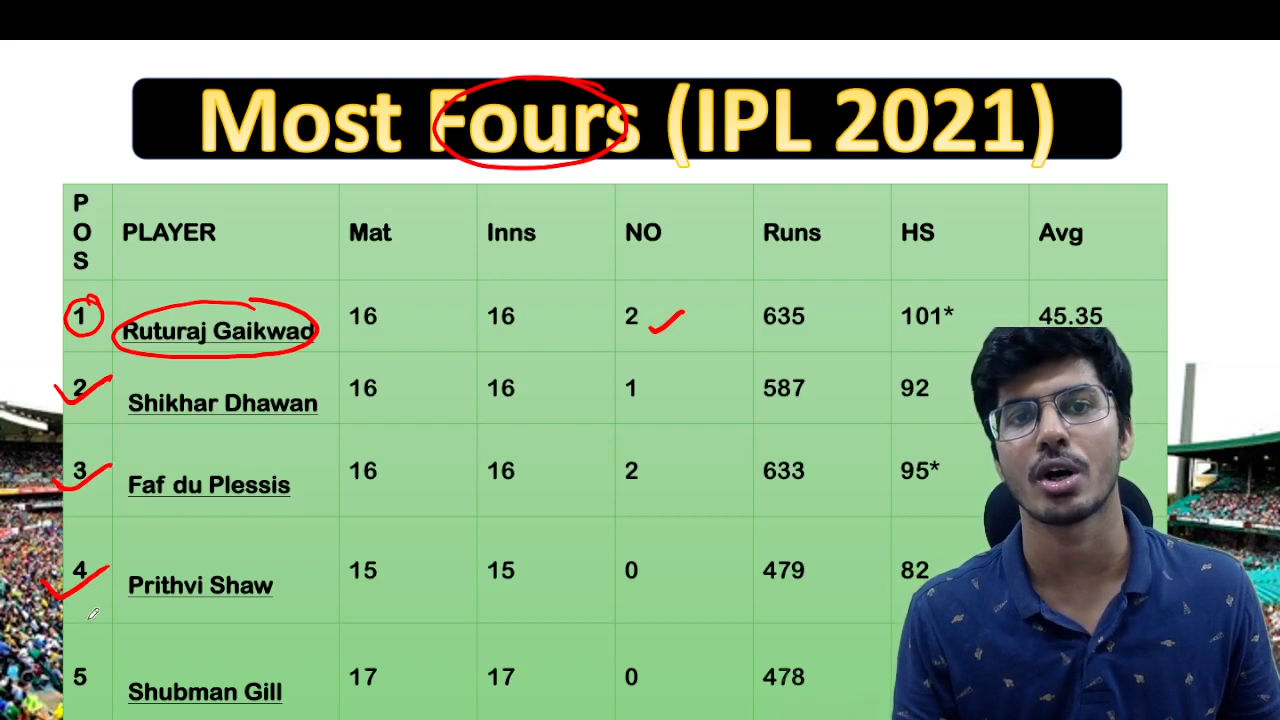 Most Fours (IPL 2021)
POS PLAYER Mat Inns NO Runs HS Avg
1 Ruturaj Gaikwad 16 16 2 635 101* 45.35
2 Shikhar Dhawan 16 16 1 587 92
3 Faf du Plessis 16 16 2 633 95*
4 Prithvi Shaw 15 15 0 479 82
5 Shubman Gill 17 17 0 478